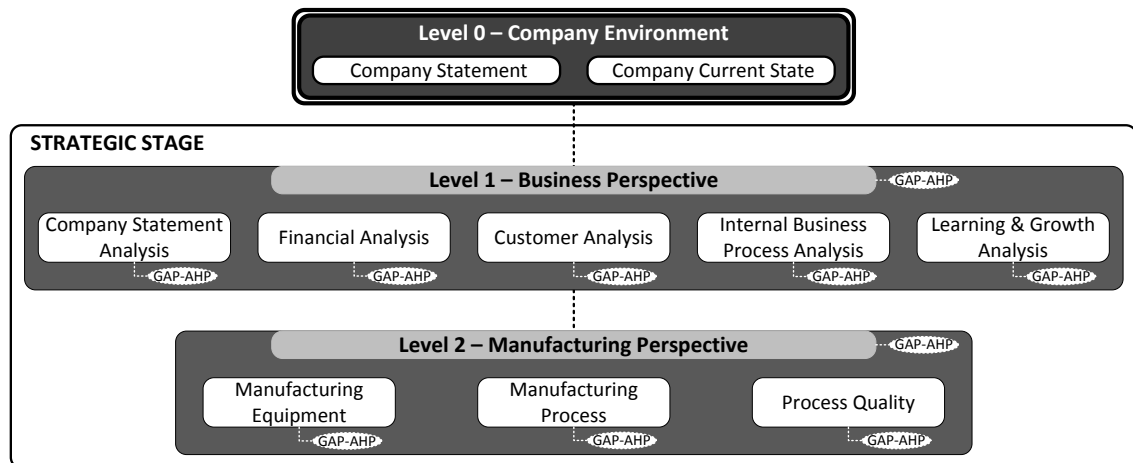 Level 0 – Company Environment
Company Statement
Company Current State
STRATEGIC STAGE
Level 1 – Business Perspective
GAP-AHP
Company Statement
Analysis
GAP-AHP
Financial Analysis
GAP-AHP
Customer Analysis
GAP-AHP
Internal Business
Process Analysis
GAP-AHP
Learning & Growth
Analysis
GAP-AHP
Level 2 – Manufacturing Perspective
GAP-AHP
Manufacturing
Equipment
GAP-AHP
Manufacturing
Process
GAP-AHP
Process Quality
GAP-AHP